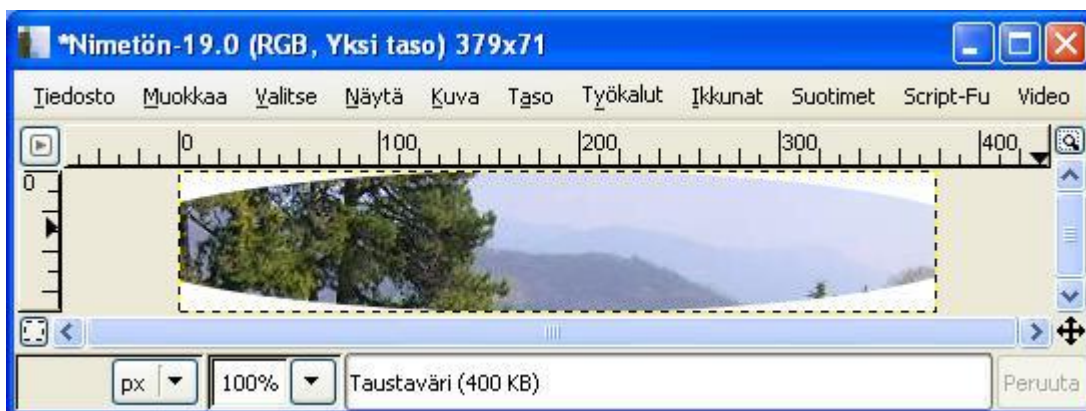 *Nimetön-19.0 (RGB, Yksi taso) 379x71
Tiedosto Muokkaa Valitse Näytä Kuva Taso Työkalut Ikkunat Suotimet Script-Fu Video
0 100 200 300 400
0
px 100% Taustaväri (400 KB) Peruuta